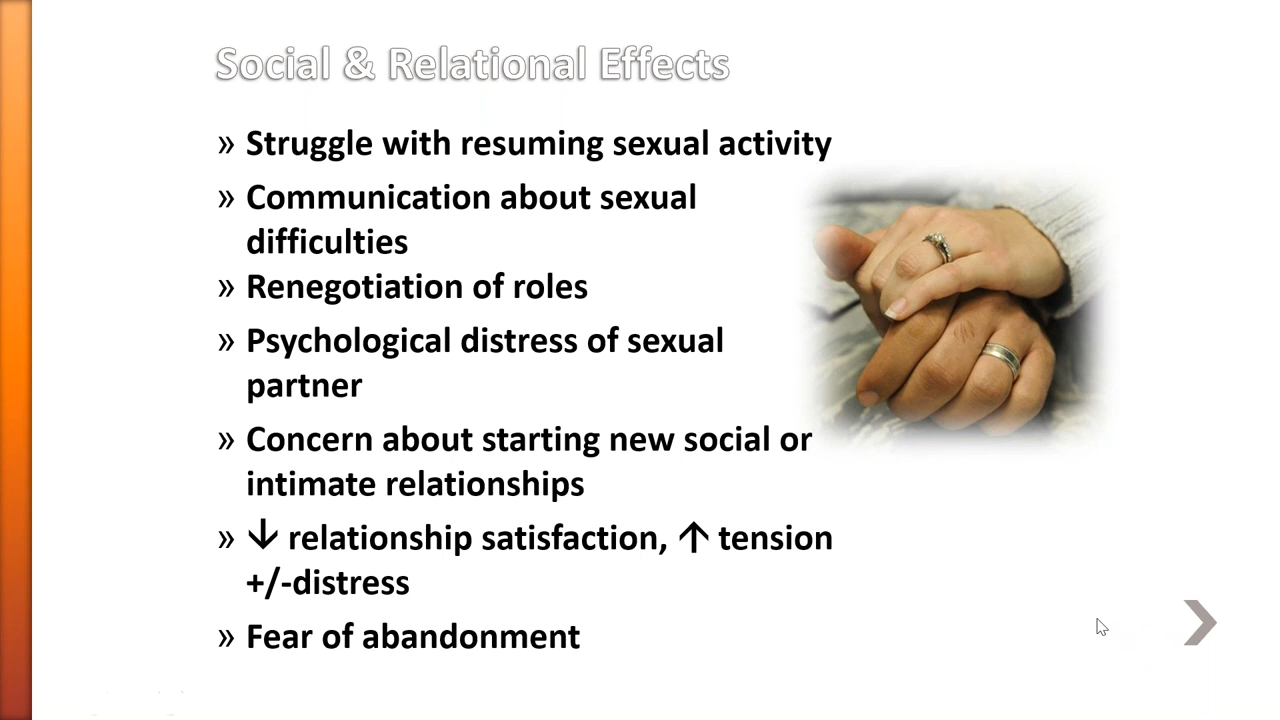 Social & Relational Effects
» Struggle with resuming sexual activity
» Communication about sexual
difficulties
» Renegotiation of roles
» Psychological distress of sexual
partner
» Concern about starting new social or
intimate relationships
» ↓ relationship satisfaction, ↑ tension
+/-distress
» Fear of abandonment